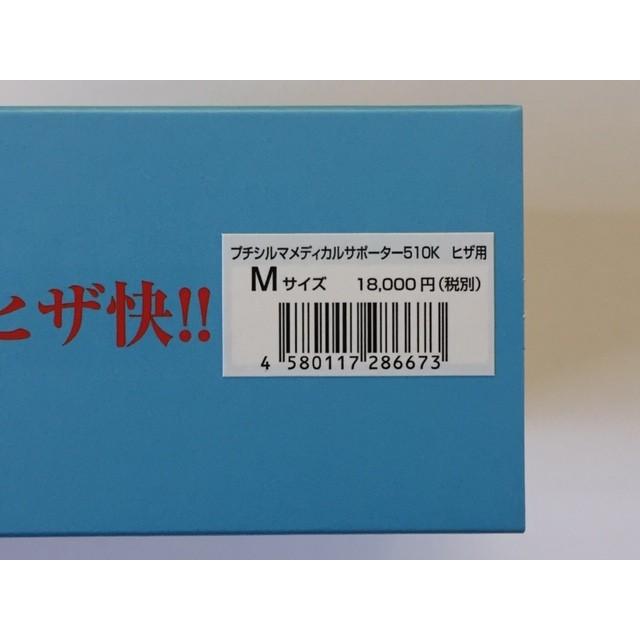 ヒザ快!!
プチシルマメディカルサポーター510K ヒザ用
Mサイズ 18,000円(税別)
4 580117 286673